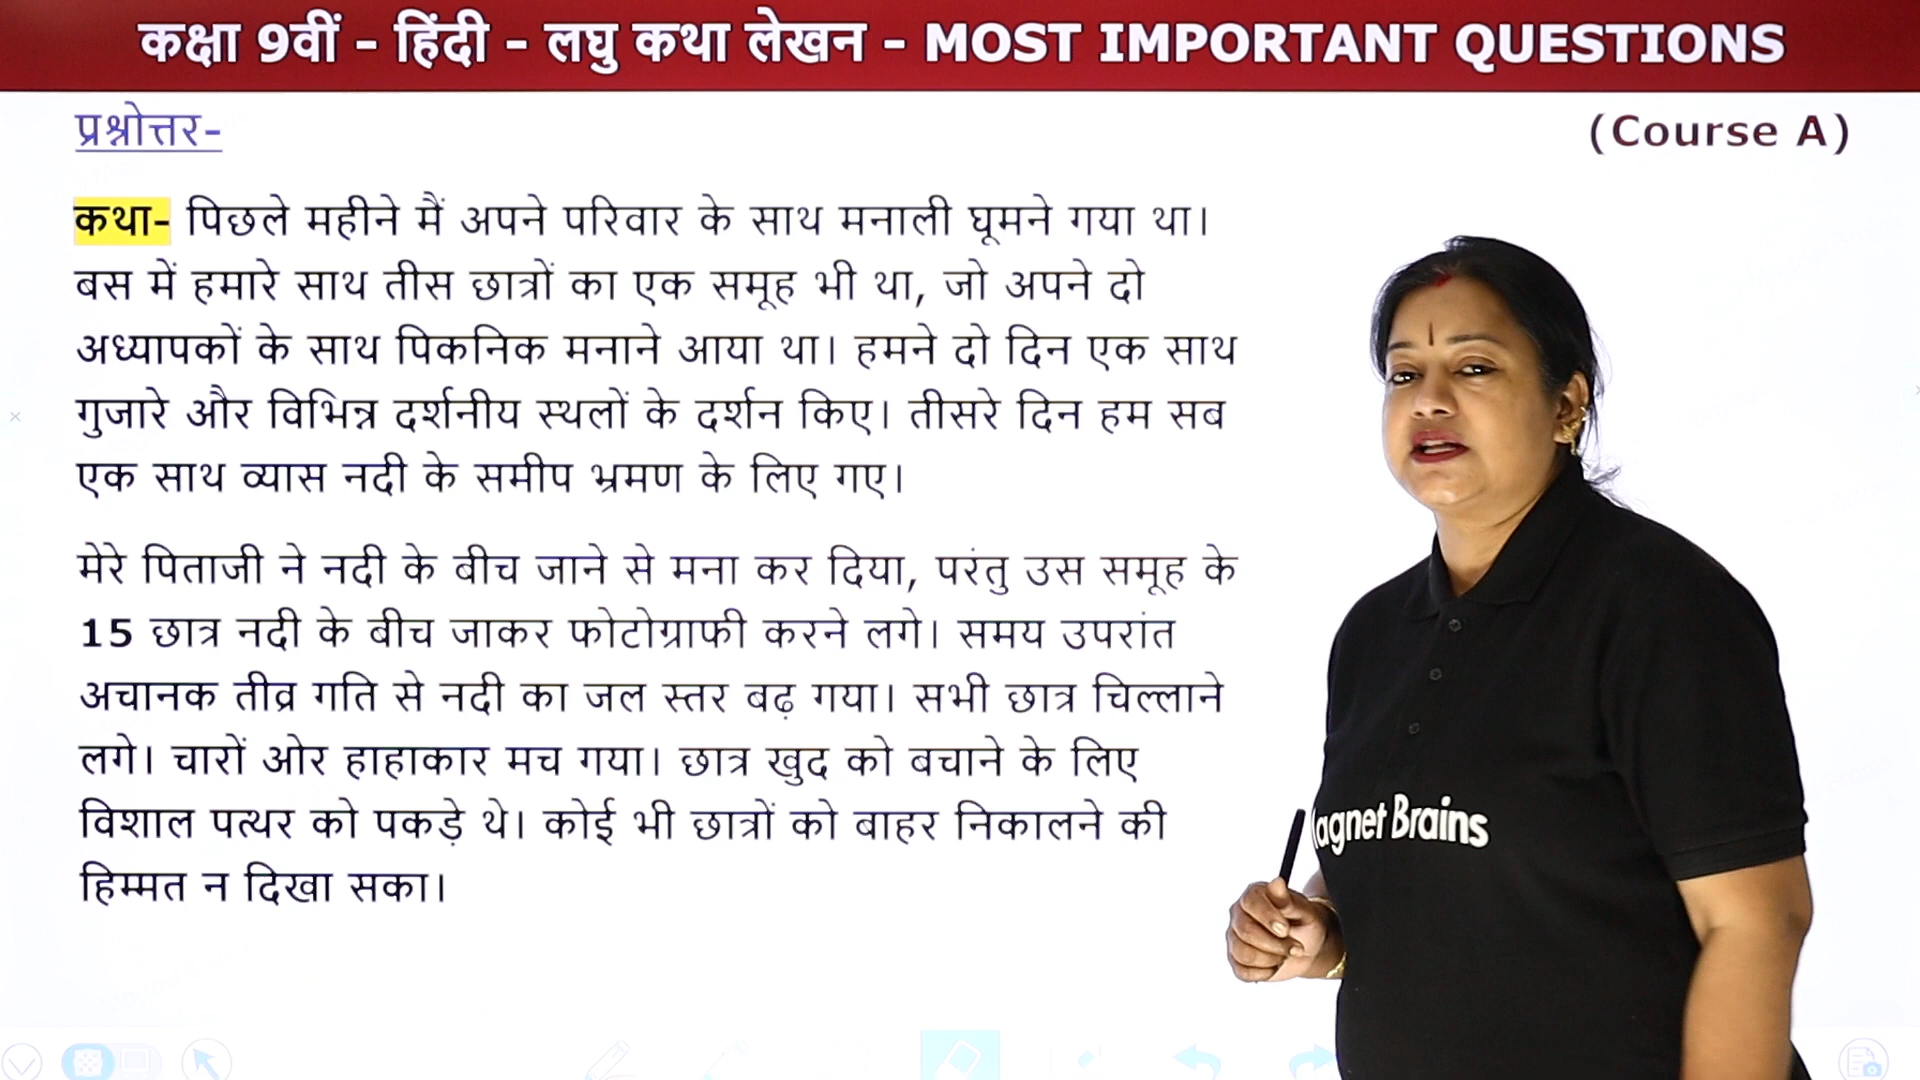 कक्षा 9वीं - हिंदी - लघु कथा लेखन - MOST IMPORTANT QUESTIONS
प्रश्नोत्तर-
(Course A)
कथा- पिछले महीने मैं अपने परिवार के साथ मनाली घूमने गया था।
बस में हमारे साथ तीस छात्रों का एक समूह भी था, जो अपने दो
अध्यापकों के साथ पिकनिक मनाने आया था। हमने दो दिन एक साथ
गुजारे और विभिन्न दर्शनीय स्थलों के दर्शन किए। तीसरे दिन हम सब
एक साथ व्यास नदी के समीप भ्रमण के लिए गए।
मेरे पिताजी ने नदी के बीच जाने से मना कर दिया, परंतु उस समूह के
15 छात्र नदी के बीच जाकर फोटोग्राफी करने लगे। समय उपरांत
अचानक तीव्र गति से नदी का जल स्तर बढ़ गया। सभी छात्र चिल्लाने
लगे। चारों ओर हाहाकार मच गया। छात्र खुद को बचाने के लिए
विशाल पत्थर को पकड़े थे। कोई भी छात्रों को बाहर निकालने की
हिम्मत न दिखा सका।
agnet Brains